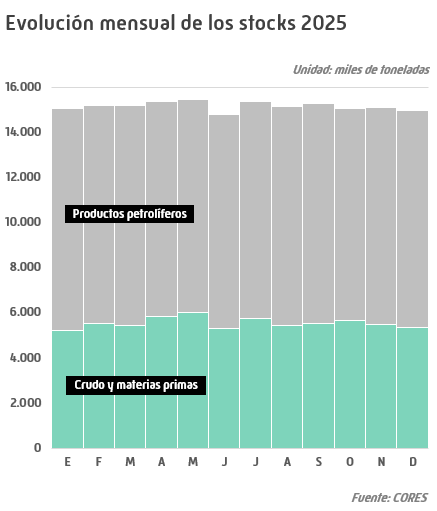 Evolución mensual de los stocks 2025
Unidad: miles de toneladas
16.000
14.000
12.000
10.000
8.000
6.000
4.000
2.000
0
Productos petrolíferos
Crudo y materias primas
E F M A M J J A S O N D
Fuente: CORES